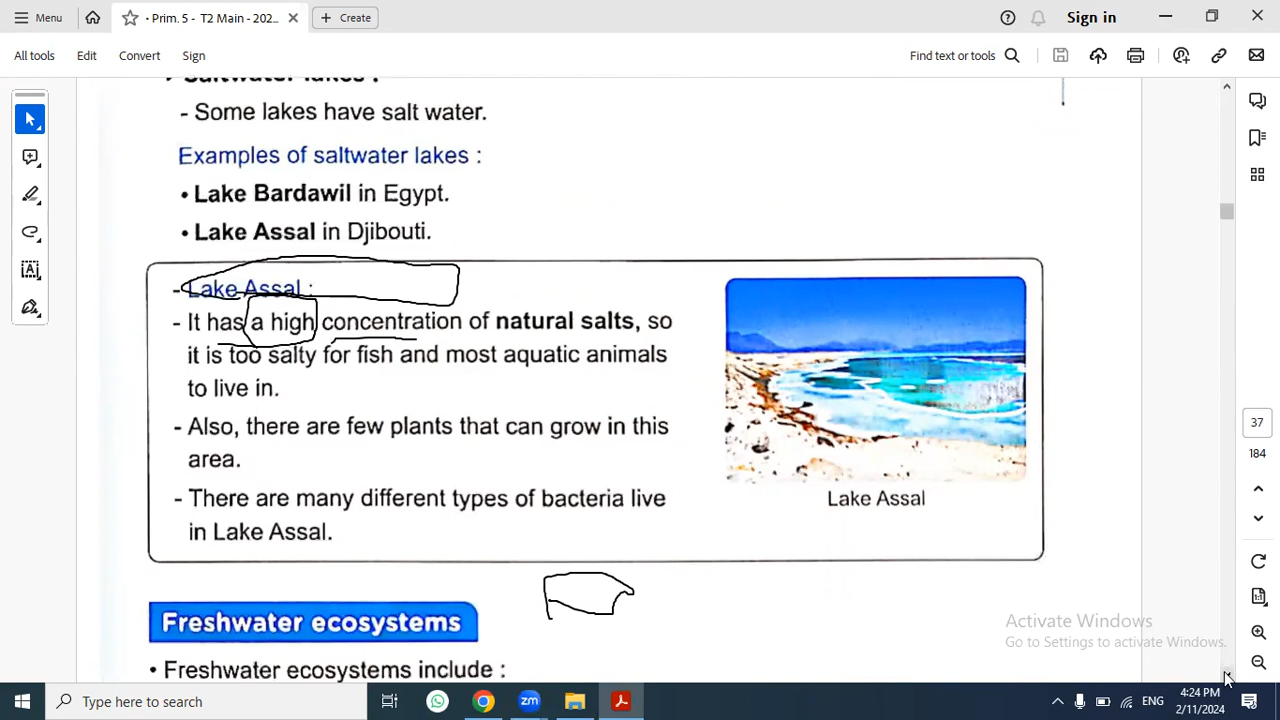 Menu
• Prim. 5 - T2 Main - 202...
Create
Sign in
All tools
Edit
Convert
Sign
Find text or tools
Saltwater lakes :
- Some lakes have salt water.
Examples of saltwater lakes :
• Lake Bardawil in Egypt.
• Lake Assal in Djibouti.
- Lake Assal :
- It has a high concentration of natural salts, so
it is too salty for fish and most aquatic animals
to live in.
- Also, there are few plants that can grow in this
area.
- There are many different types of bacteria live
in Lake Assal.
Lake Assal
Freshwater ecosystems
• Freshwater ecosystems include :
37
184
Activate Windows
Go to Settings to activate Windows.
Type here to search
zm
ENG
4:24 PM
2/11/2024